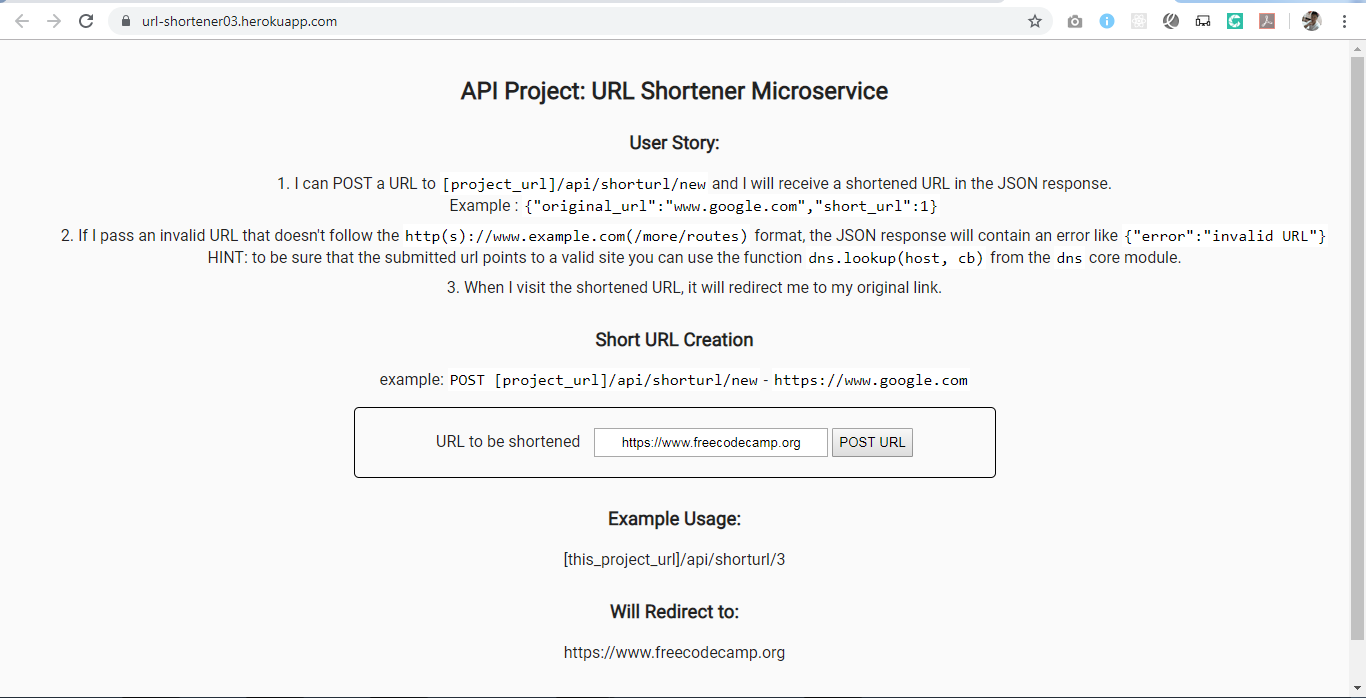 url-shortener03.herokuapp.com
API Project: URL Shortener Microservice
User Story:
1. I can POST a URL to [project_url]/api/shorturl/new and I will receive a shortened URL in the JSON response.
Example : {"original_url":"www.google.com","short_url":1}
2. If I pass an invalid URL that doesn't follow the http(s)://www.example.com(/more/routes) format, the JSON response will contain an error like {"error":"invalid URL"}
HINT: to be sure that the submitted url points to a valid site you can use the function dns.lookup(host, cb) from the dns core module.
3. When I visit the shortened URL, it will redirect me to my original link.
Short URL Creation
example: POST [project_url]/api/shorturl/new - https://www.google.com
URL to be shortened https://www.freecodecamp.org POST URL
Example Usage:
[this_project_url]/api/shorturl/3
Will Redirect to:
https://www.freecodecamp.org